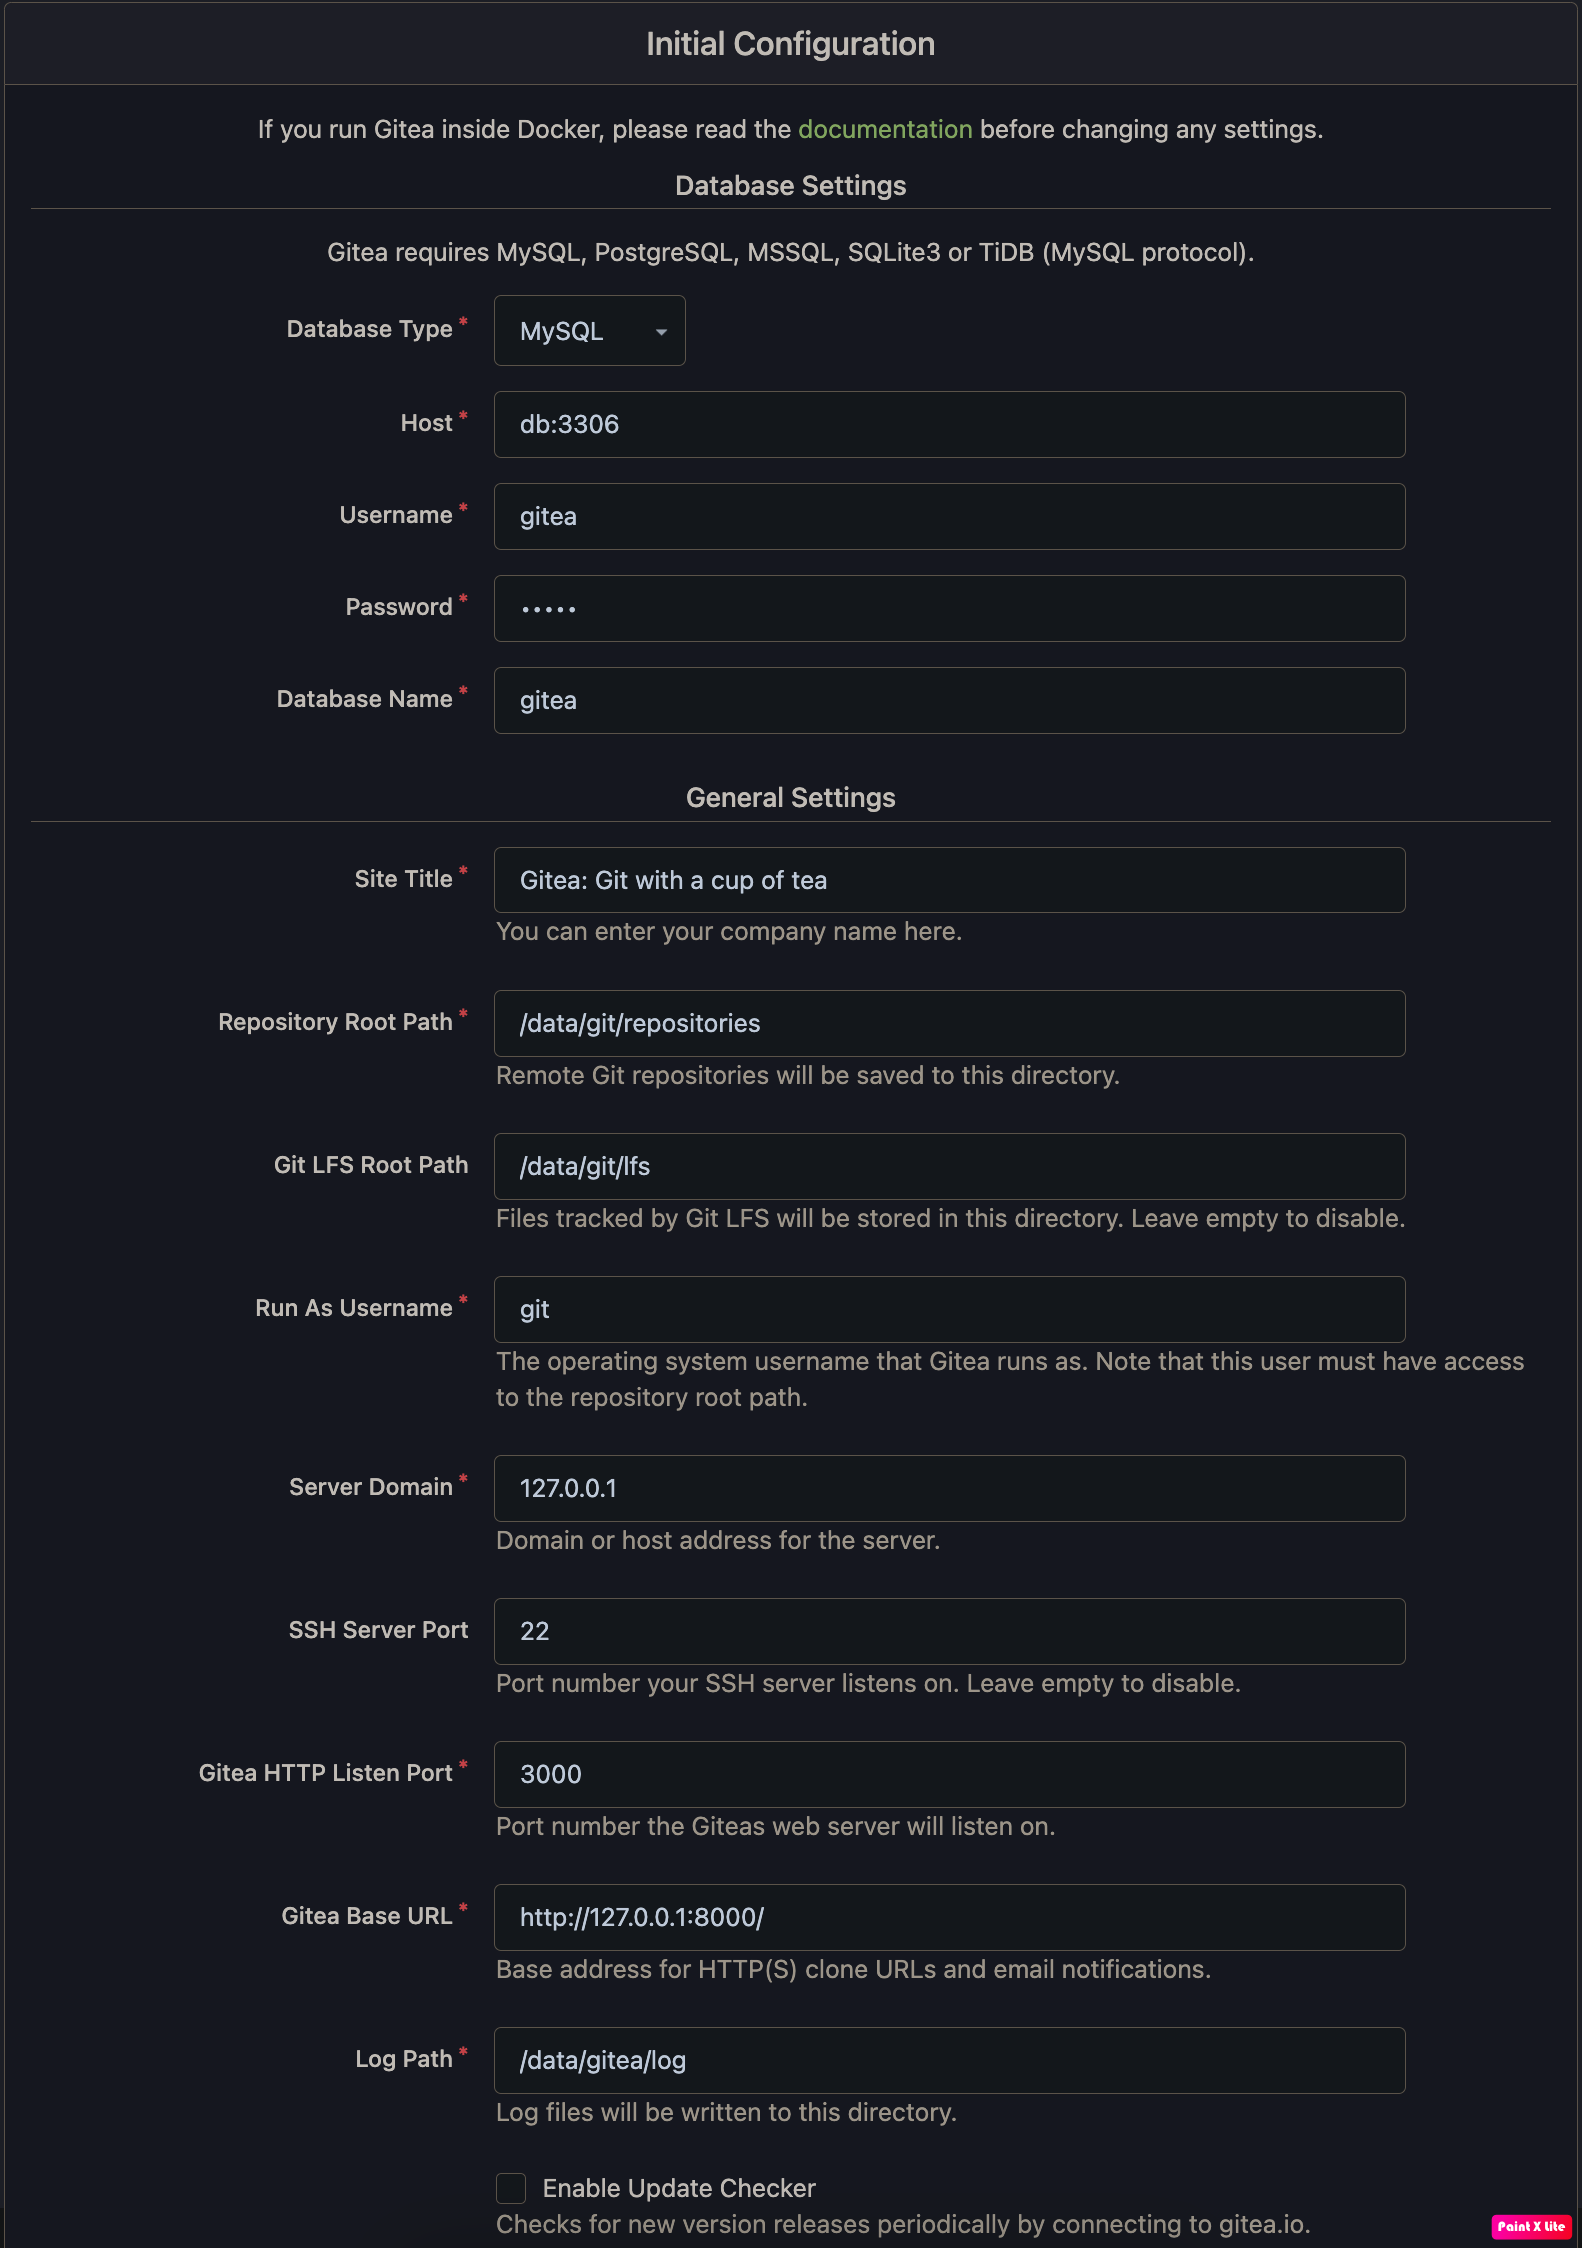 Initial Configuration
If you run Gitea inside Docker, please read the documentation before changing any settings.
Database Settings
Gitea requires MySQL, PostgreSQL, MSSQL, SQLite3 or TiDB (MySQL protocol).
Database Type * MySQL
Host * db:3306
Username * gitea
Password * •••••
Database Name * gitea
General Settings
Site Title * Gitea: Git with a cup of tea
You can enter your company name here.
Repository Root Path * /data/git/repositories
Remote Git repositories will be saved to this directory.
Git LFS Root Path /data/git/lfs
Files tracked by Git LFS will be stored in this directory. Leave empty to disable.
Run As Username * git
The operating system username that Gitea runs as. Note that this user must have access
to the repository root path.
Server Domain * 127.0.0.1
Domain or host address for the server.
SSH Server Port 22
Port number your SSH server listens on. Leave empty to disable.
Gitea HTTP Listen Port * 3000
Port number the Giteas web server will listen on.
Gitea Base URL * http://127.0.0.1:8000/
Base address for HTTP(S) clone URLs and email notifications.
Log Path * /data/gitea/log
Log files will be written to this directory.
Enable Update Checker
Checks for new version releases periodically by connecting to gitea.io.
Paint X Lite